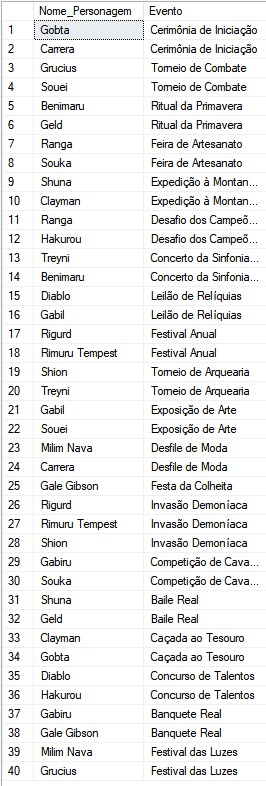 Nome_Personagem Evento
1 Gobta Cerimônia de Iniciação
2 Carrera Cerimônia de Iniciação
3 Grucius Torneio de Combate
4 Souei Torneio de Combate
5 Benimaru Ritual da Primavera
6 Geld Ritual da Primavera
7 Ranga Feira de Artesanato
8 Souka Feira de Artesanato
9 Shuna Expedição à Montan...
10 Clayman Expedição à Montan...
11 Ranga Desafio dos Campeõ...
12 Hakurou Desafio dos Campeõ...
13 Treyni Concerto da Sinfonia...
14 Benimaru Concerto da Sinfonia...
15 Diablo Leilão de Relíquias
16 Gabil Leilão de Relíquias
17 Rigurd Festival Anual
18 Rimuru Tempest Festival Anual
19 Shion Torneio de Arquearia
20 Treyni Torneio de Arquearia
21 Gabil Exposição de Arte
22 Souei Exposição de Arte
23 Milim Nava Desfile de Moda
24 Carrera Desfile de Moda
25 Gale Gibson Festa da Colheita
26 Rigurd Invasão Demoníaca
27 Rimuru Tempest Invasão Demoníaca
28 Shion Invasão Demoníaca
29 Gabiru Competição de Cava...
30 Souka Competição de Cava...
31 Shuna Baile Real
32 Geld Baile Real
33 Clayman Caçada ao Tesouro
34 Gobta Caçada ao Tesouro
35 Diablo Concurso de Talentos
36 Hakurou Concurso de Talentos
37 Gabiru Banquete Real
38 Gale Gibson Banquete Real
39 Milim Nava Festival das Luzes
40 Grucius Festival das Luzes